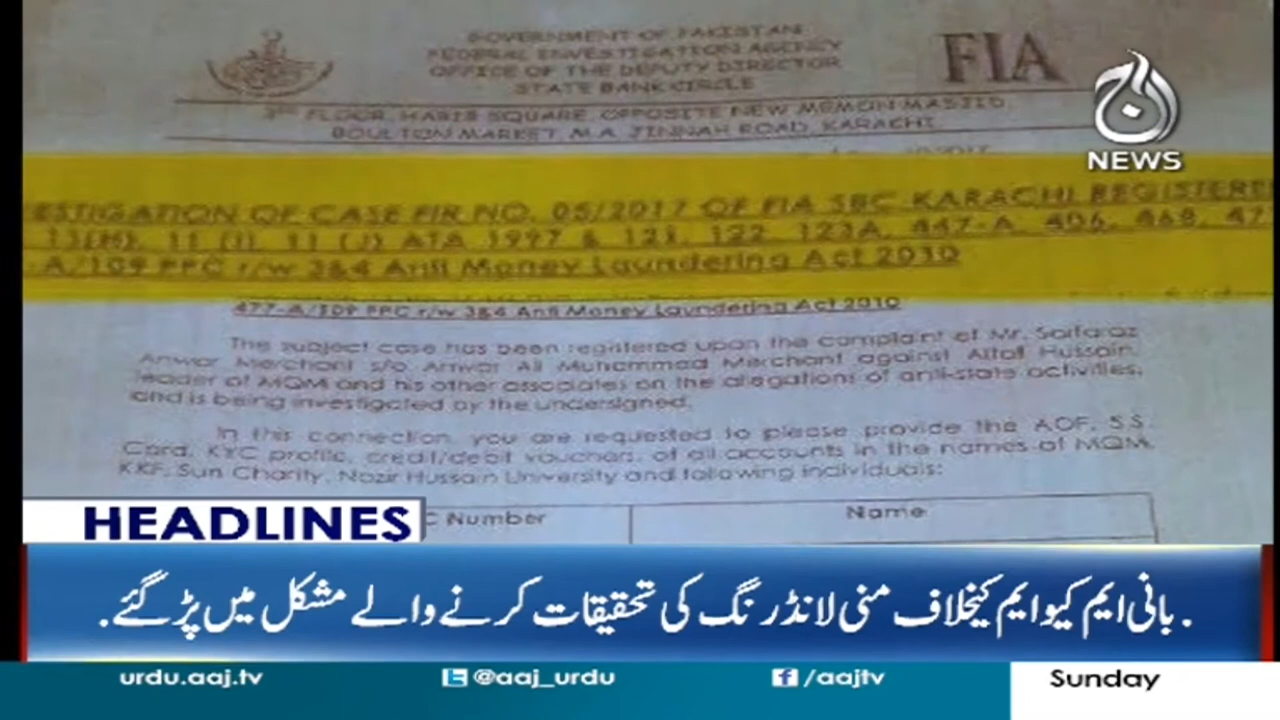 GOVERNMENT OF PAKISTAN
FEDERAL INVESTIGATION AGENCY
OFFICE OF THE DEPUTY DIRECTOR
STATE BANK CIRCLE
FIA
3RD FLOOR, HABIB SQUARE, OPPOSITE NEW MEMON MASJID,
BOULTON MARKET, M.A. JINNAH ROAD, KARACHI
آج
NEWS
ESTIGATION OF CASE FIR NO. 05/2017 OF FIA SBC KARACHI REGISTERE
11 (I), 11 (J) ATA 1997 & 121, 122, 123A, 447-A, 406, 468, 47
A/109 PPC r/w 3&4 Anti Money Laundering Act 2010
477-A/109 PPC r/w 3&4 Anti Money Laundering Act 2010
The subject case has been registered upon the complaint of Mr. Sarfaraz
Anwar Merchant s/o Anwar Ali Muhammad Merchant against Altaf Hussain,
leader of MQM and his other associates on the allegations of anti-state activities,
and is being investigated by the undersigned.
In this connection, you are requested to please provide the AOF, S.S.
Card, KYC profile, credit/debit vouchers, of all accounts in the names of MQM,
KKF, Sun Charity, Nazir Hussain University and following individuals:
C Number
Name
HEADLINES
. بانی ایم کیو ایم کیخلاف منی لانڈرنگ کی تحقیقات کرنے والے مشکل میں پڑ گئے .
urdu.aaj.tv
@aaj_urdu
/aajtv
Sunday